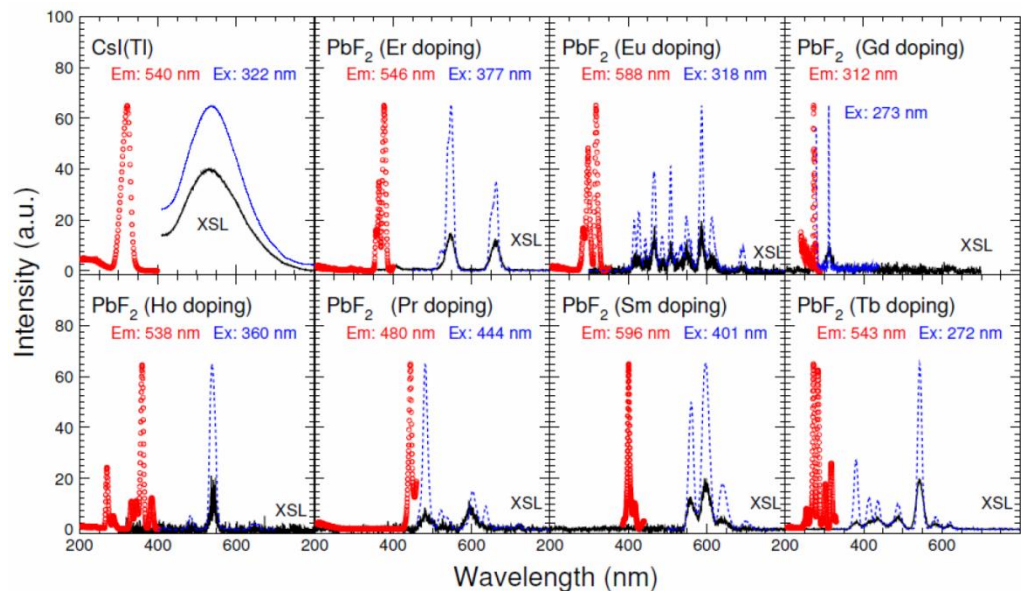 Intensity (a.u.)
100
80
60
40
20
0
CsI(Tl)
Em: 540 nm Ex: 322 nm
XSL
PbF2 (Er doping)
Em: 546 nm Ex: 377 nm
XSL
PbF2 (Eu doping)
Em: 588 nm Ex: 318 nm
XSL
PbF2 (Gd doping)
Em: 312 nm
Ex: 273 nm
XSL
80
60
40
20
0
PbF2 (Ho doping)
Em: 538 nm Ex: 360 nm
XSL
PbF2 (Pr doping)
Em: 480 nm Ex: 444 nm
XSL
PbF2 (Sm doping)
Em: 596 nm Ex: 401 nm
XSL
PbF2 (Tb doping)
Em: 543 nm Ex: 272 nm
XSL
200 400 600 200 400 600 200 400 600 200 400 600
Wavelength (nm)